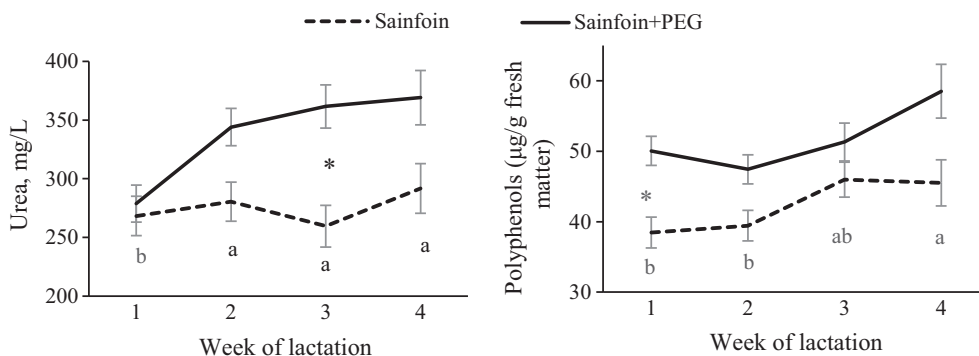 Sainfoin
Sainfoin+PEG
Urea, mg/L
400
350
300
250
200
*
b
a
a
a
1
2
3
4
Week of lactation
Polyphenols (µg/g fresh
matter)
60
50
40
30
*
b
b
ab
a
1
2
3
4
Week of lactation